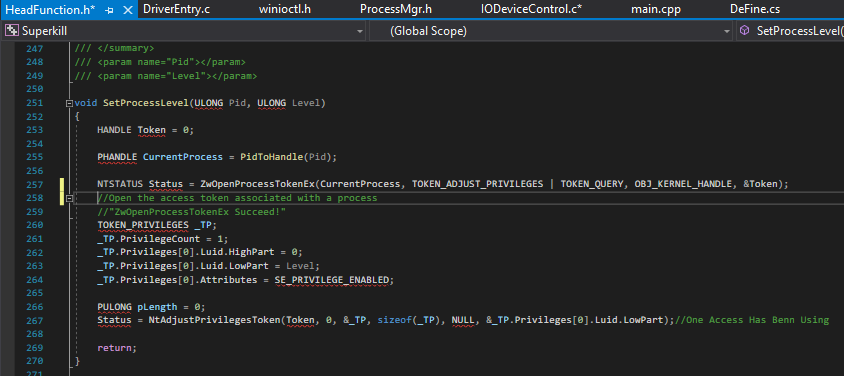 HeadFunction.h* DriverEntry.c winioctl.h ProcessMgr.h IODeviceControl.c* main.cpp DeFine.cs
Superkill (Global Scope) SetProcessLevel(
247 /// </summary>
248 /// <param name="Pid"></param>
249 /// <param name="Level"></param>
250
251 void SetProcessLevel(ULONG Pid, ULONG Level)
252 {
253 HANDLE Token = 0;
254
255 PHANDLE CurrentProcess = PidToHandle(Pid);
256
257 NTSTATUS Status = ZwOpenProcessTokenEx(CurrentProcess, TOKEN_ADJUST_PRIVILEGES | TOKEN_QUERY, OBJ_KERNEL_HANDLE, &Token);
258 //Open the access token associated with a process
259 //"ZwOpenProcessTokenEx Succeed!"
260 TOKEN_PRIVILEGES _TP;
261 _TP.PrivilegeCount = 1;
262 _TP.Privileges[0].Luid.HighPart = 0;
263 _TP.Privileges[0].Luid.LowPart = Level;
264 _TP.Privileges[0].Attributes = SE_PRIVILEGE_ENABLED;
265
266 PULONG pLength = 0;
267 Status = NtAdjustPrivilegesToken(Token, 0, &_TP, sizeof(_TP), NULL, &_TP.Privileges[0].Luid.LowPart);//One Access Has Benn Using
268
269 return;
270 }
271